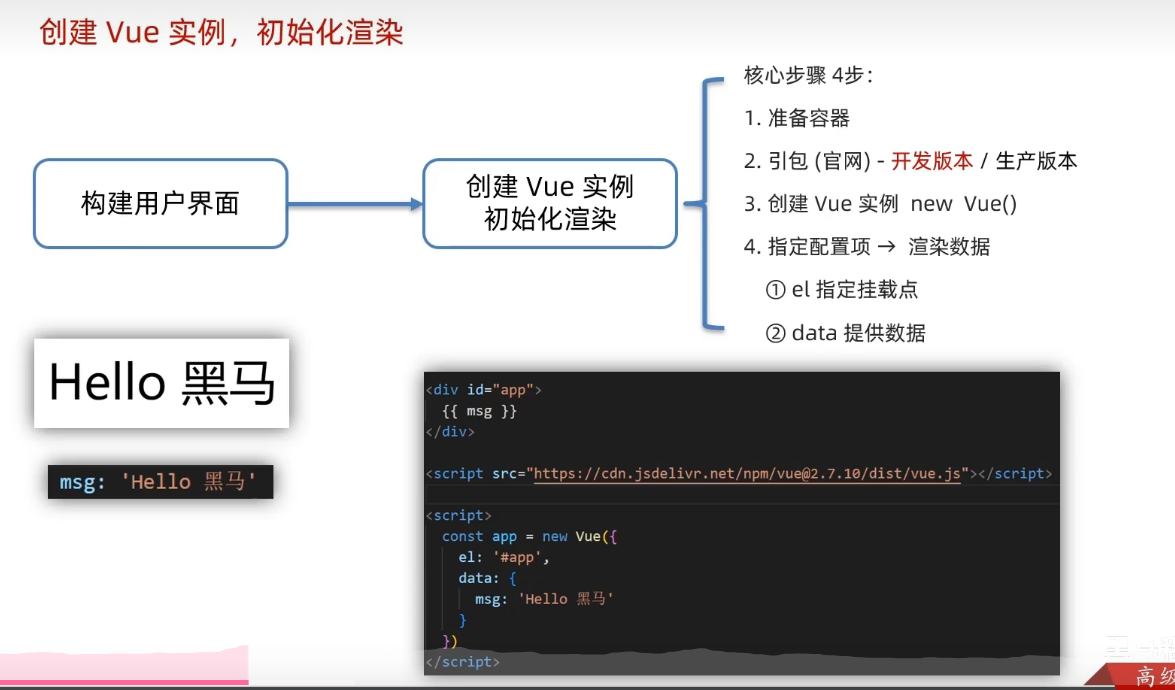 创建 Vue 实例，初始化渲染
构建用户界面
创建 Vue 实例
初始化渲染
核心步骤 4步：
1. 准备容器
2. 引包 (官网) - 开发版本 / 生产版本
3. 创建 Vue 实例 new Vue()
4. 指定配置项 → 渲染数据
① el 指定挂载点
② data 提供数据
Hello 黑马
msg: 'Hello 黑马'
<div id="app">
{{ msg }}
</div>
<script src="https://cdn.jsdelivr.net/npm/vue@2.7.10/dist/vue.js"></script>
<script>
const app = new Vue({
el: '#app',
data: {
msg: 'Hello 黑马'
}
})
</script>
高级